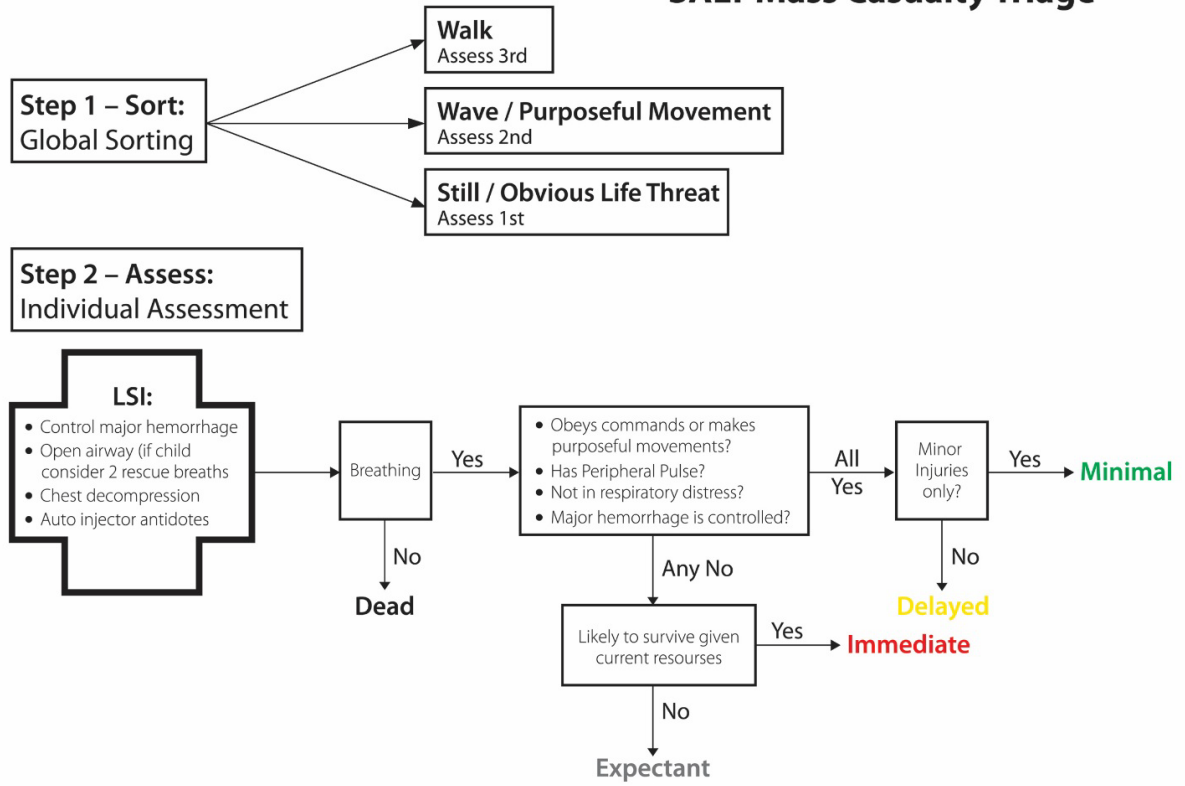 SALT Mass Casualty Triage
Walk
Assess 3rd
Step 1 – Sort:
Global Sorting
Wave / Purposeful Movement
Assess 2nd
Still / Obvious Life Threat
Assess 1st
Step 2 – Assess:
Individual Assessment
LSI:
• Control major hemorrhage
• Open airway (if child
consider 2 rescue breaths
• Chest decompression
• Auto injector antidotes
Breathing
Yes
No
Dead
• Obeys commands or makes
purposeful movements?
• Has Peripheral Pulse?
• Not in respiratory distress?
• Major hemorrhage is controlled?
All
Yes
Minor
Injuries
only?
Yes
Minimal
No
Delayed
Any No
Likely to survive given
current resourses
Yes
Immediate
No
Expectant